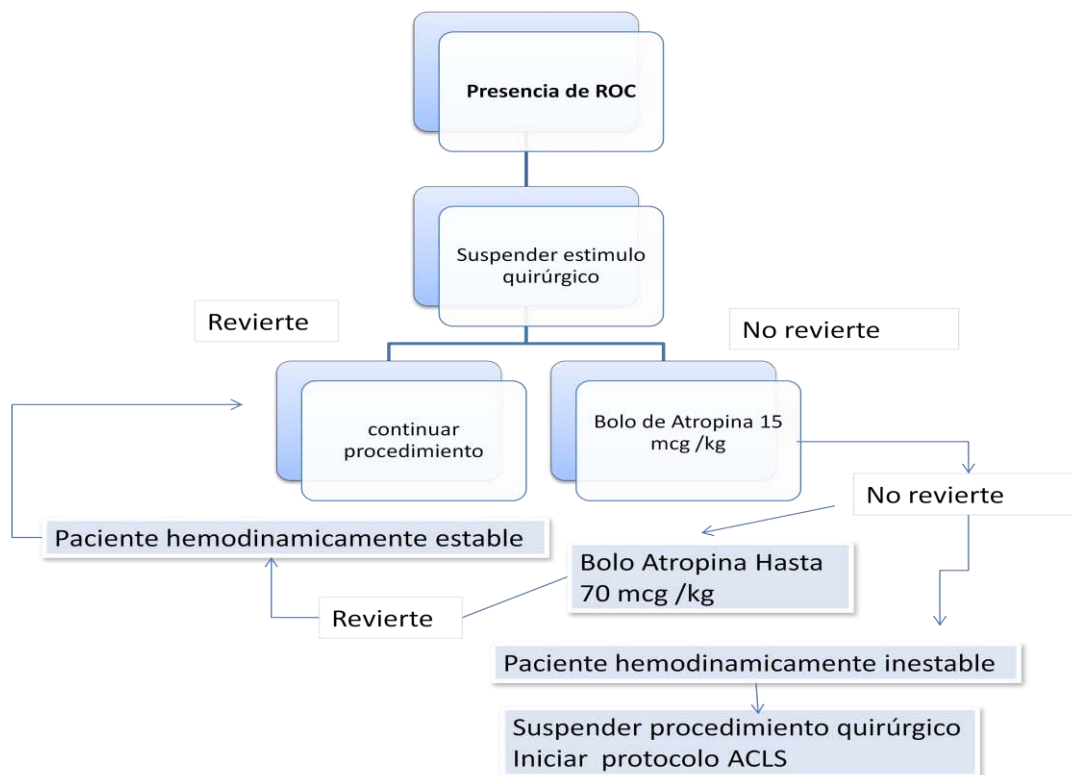 Presencia de ROC
Suspender estimulo
quirúrgico
Revierte
No revierte
continuar
procedimiento
Bolo de Atropina 15
mcg /kg
No revierte
Paciente hemodinamicamente estable
Bolo Atropina Hasta
70 mcg /kg
Revierte
Paciente hemodinamicamente inestable
Suspender procedimiento quirúrgico
Iniciar protocolo ACLS